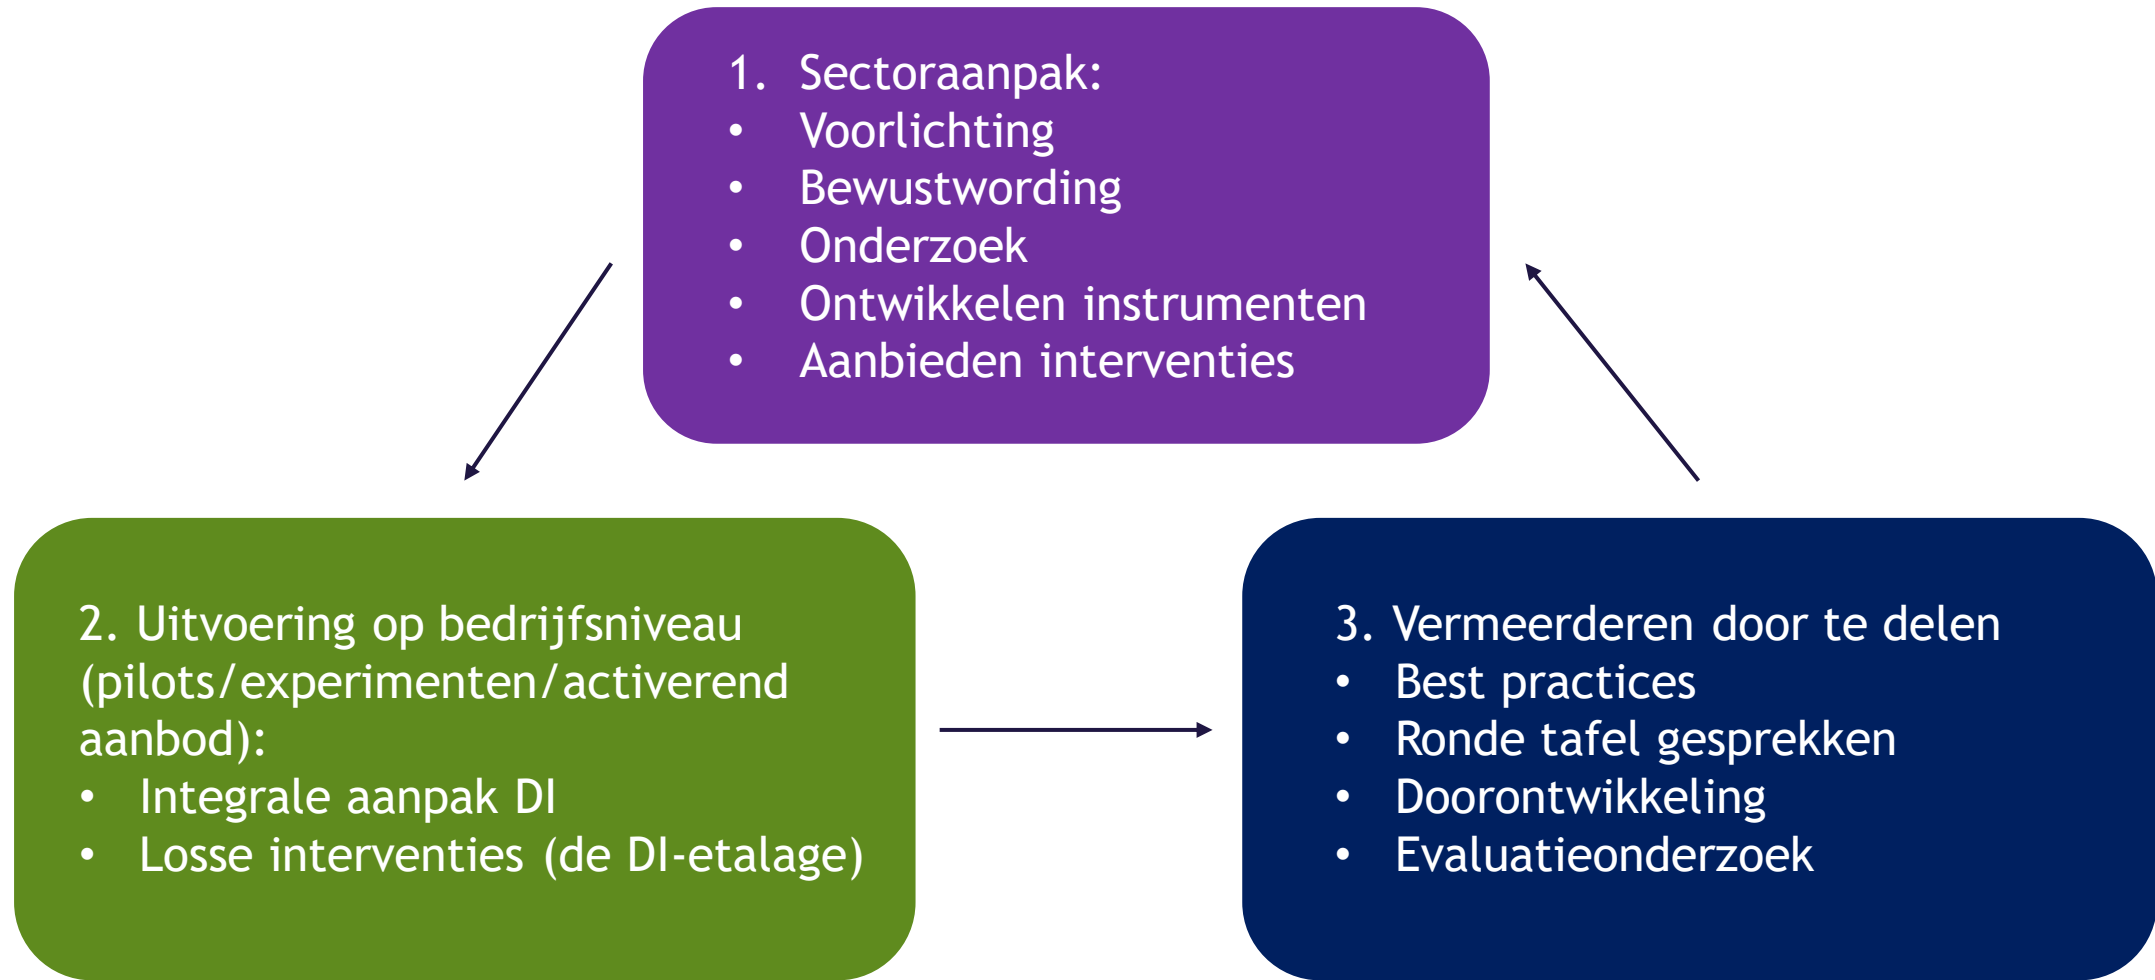 1. Sectoraanpak:
• Voorlichting
• Bewustwording
• Onderzoek
• Ontwikkelen instrumenten
• Aanbieden interventies
2. Uitvoering op bedrijfsniveau
(pilots/experimenten/activerend
aanbod):
• Integrale aanpak DI
• Losse interventies (de DI-etalage)
3. Vermeerderen door te delen
• Best practices
• Ronde tafel gesprekken
• Doorontwikkeling
• Evaluatieonderzoek